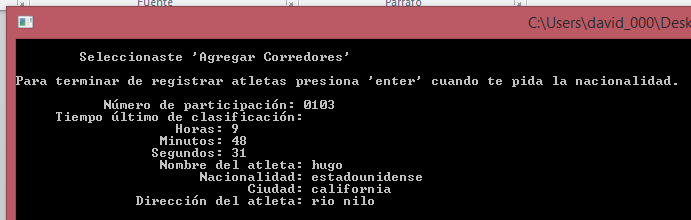 Fuente
Párrafo
C:\Users\david_000\Desk
Seleccionaste 'Agregar Corredores'
Para terminar de registrar atletas presiona 'enter' cuando te pida la nacionalidad.
Número de participación: 0103
Tiempo último de clasificación:
Horas: 9
Minutos: 48
Segundos: 31
Nombre del atleta: hugo
Nacionalidad: estadounidense
Ciudad: california
Dirección del atleta: rio nilo